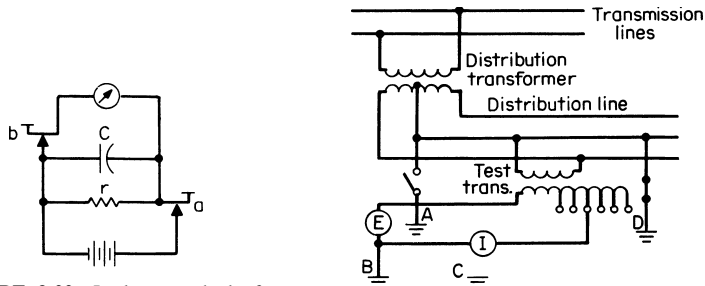 b
C
r
a
Transmission
lines
Distribution
transformer
Distribution line
Test
trans.
E
A
D
I
B
C